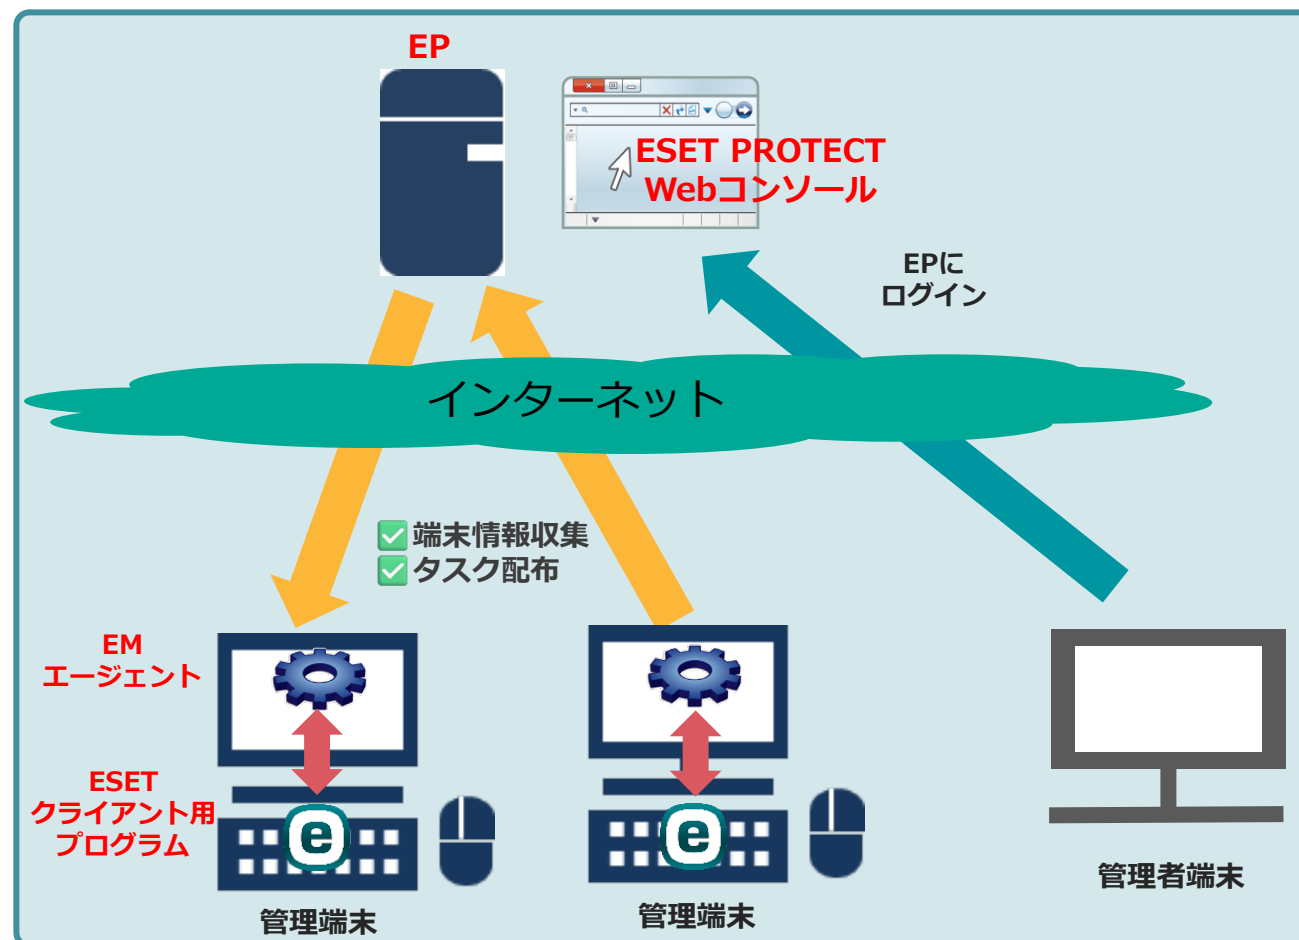 EP
ESET PROTECT
Webコンソール
EPに
ログイン
インターネット
端末情報収集
タスク配布
EM
エージェント
ESET
クライアント用
プログラム
e
e
管理端末
管理端末
管理者端末